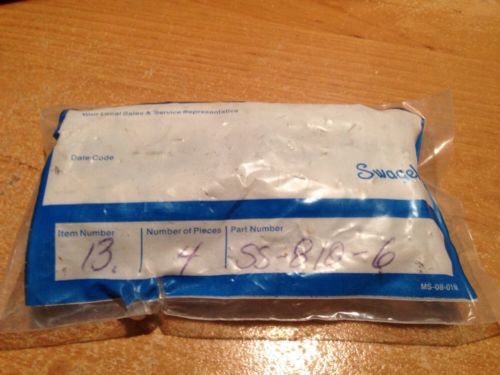 Your Local Sales & Service Representative
Date Code
Swagel
Item Number Number of Pieces Part Number
13. 4 SS-810-6
MS-08-019